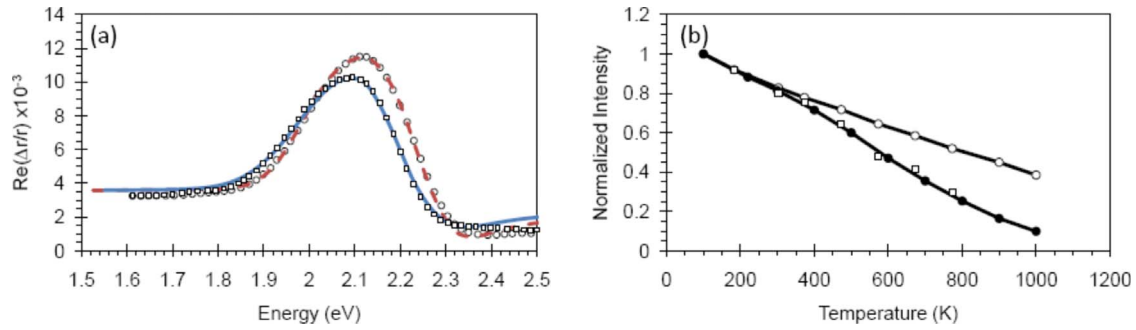 (a)
14
12
10
8
6
4
2
0
Re(Δr/r) x10⁻³
1.5 1.6 1.7 1.8 1.9 2 2.1 2.2 2.3 2.4 2.5
Energy (eV)
(b)
1.2
1
0.8
0.6
0.4
0.2
0
Normalized Intensity
0 200 400 600 800 1000 1200
Temperature (K)